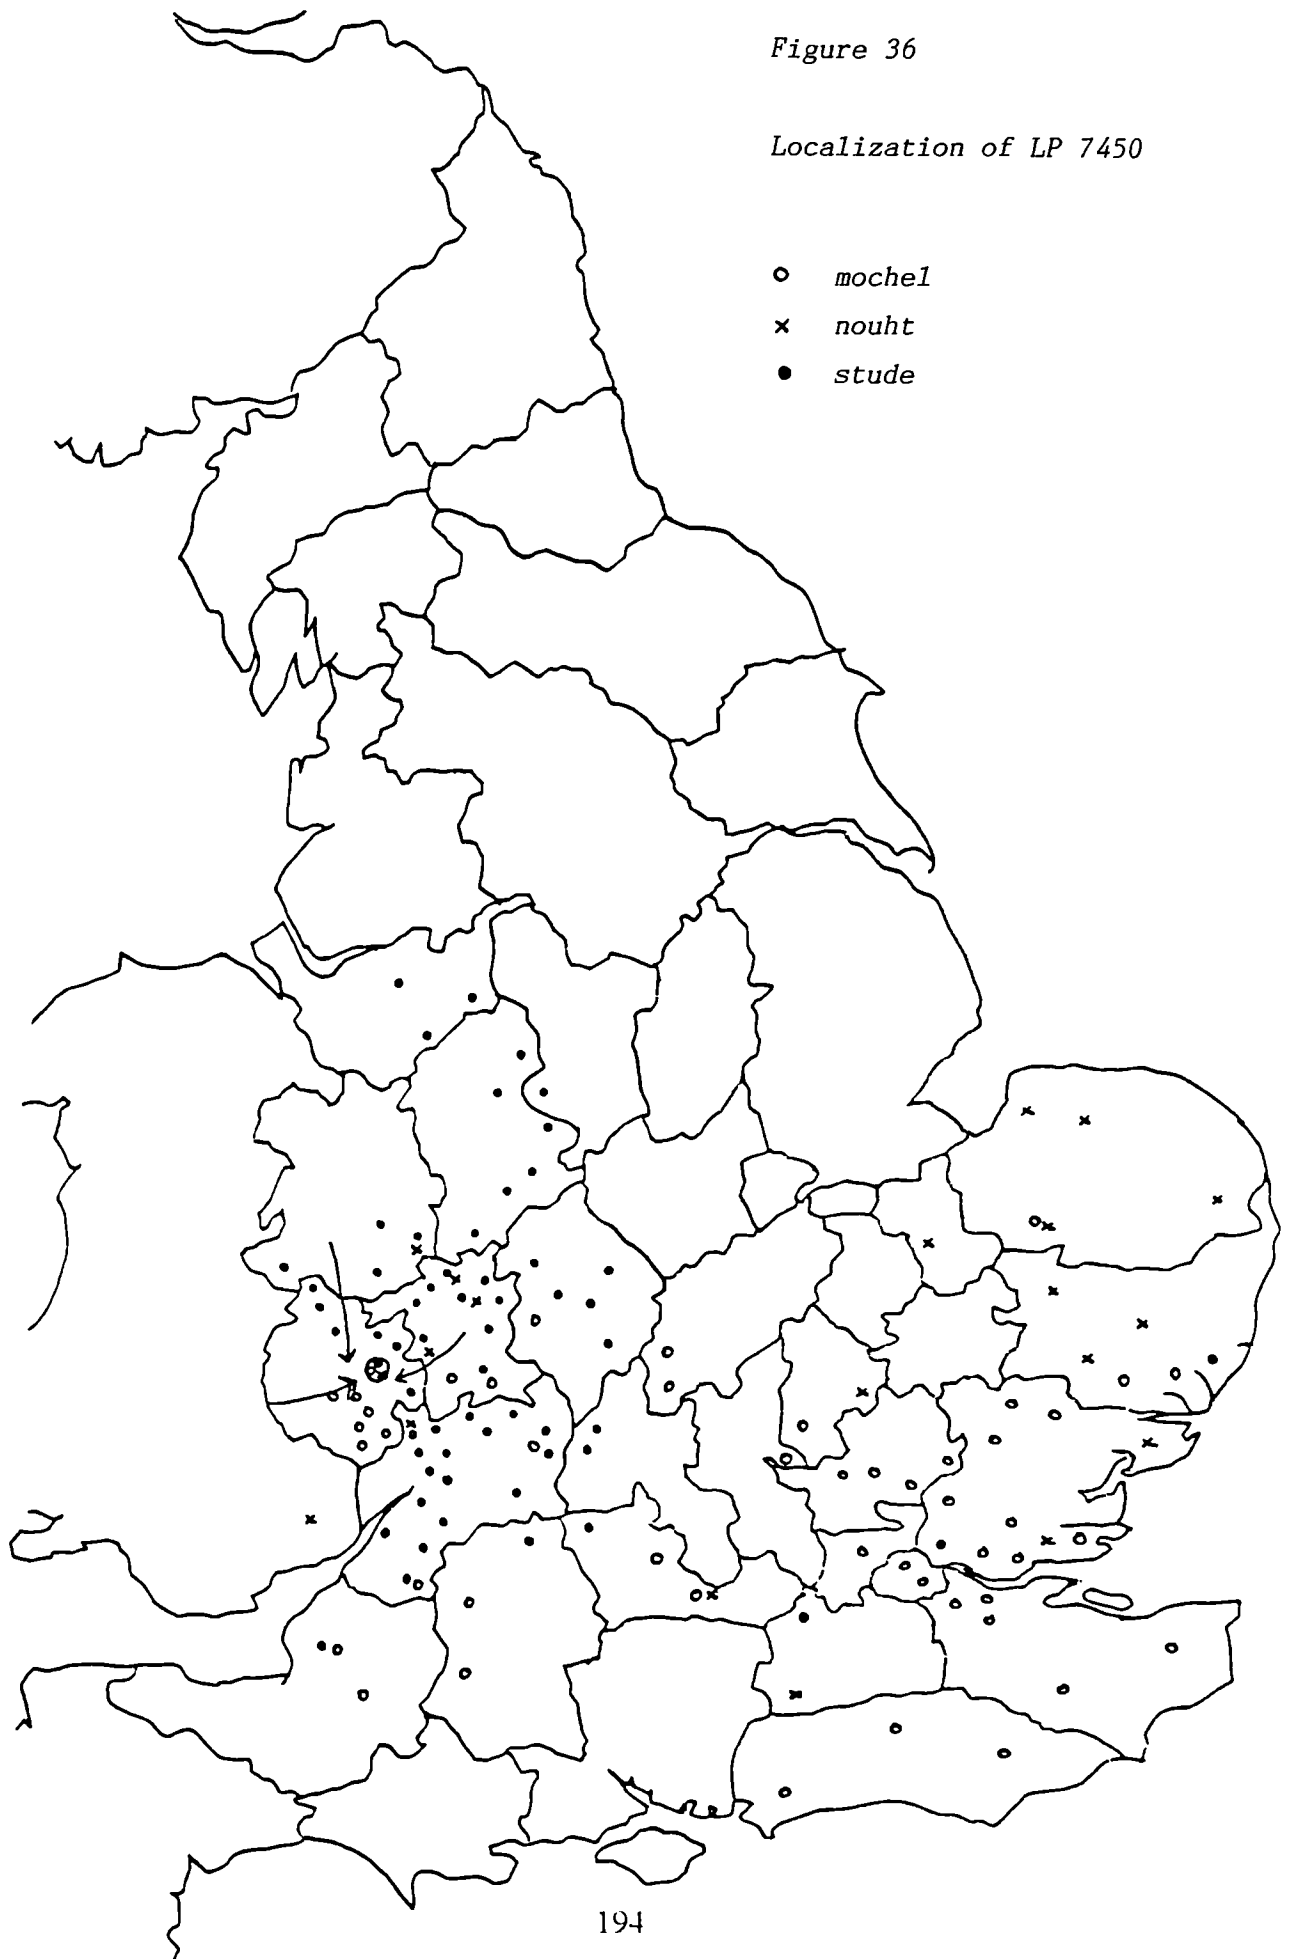 Figure 36
Localization of LP 7450
o mochel
x nouht
● stude
194